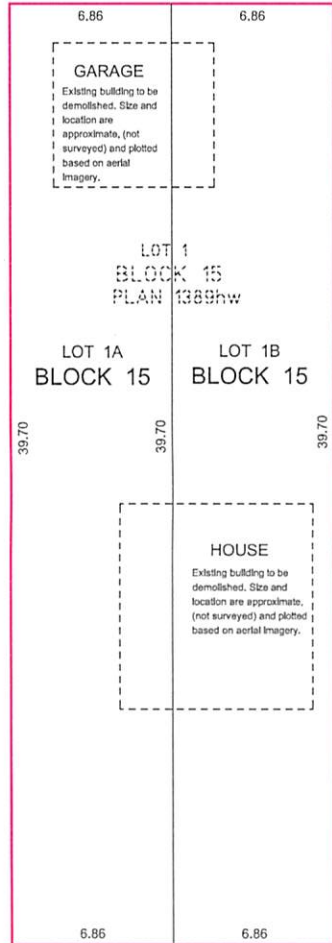 6.86
6.86
GARAGE
Existing building to be
demolished. Size and
location are
approximate, (not
surveyed) and plotted
based on aerial
imagery.
LOT 1
BLOCK 15
PLAN 1389hw
LOT 1A
BLOCK 15
LOT 1B
BLOCK 15
39.70
39.70
39.70
HOUSE
Existing building to be
demolished. Size and
location are approximate,
(not surveyed) and plotted
based on aerial imagery.
6.86
6.86